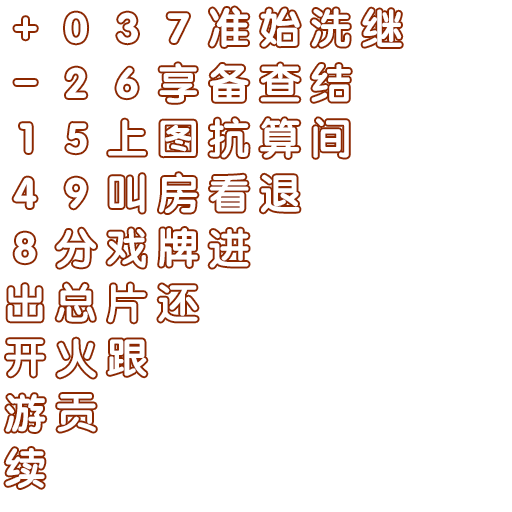 + 0 3 7 准 始 洗 继
- 2 6 享 备 查 结
1 5 上 图 抗 算 间
4 9 叫 房 看 退
8 分 戏 牌 进
出 总 片 还
开 火 跟
游 贡
续